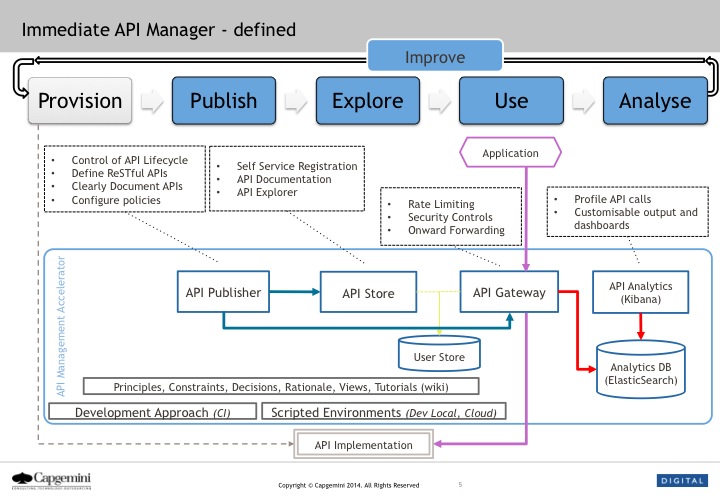 Immediate API Manager - defined
Improve
Provision
Publish
Explore
Use
Analyse
Application
• Control of API Lifecycle
• Define ReSTful APIs
• Clearly Document APIs
• Configure policies
• Self Service Registration
• API Documentation
• API Explorer
• Rate Limiting
• Security Controls
• Onward Forwarding
• Profile API calls
• Customisable output and
dashboards
API Management Accelerator
API Publisher
API Store
API Gateway
API Analytics
(Kibana)
User Store
Analytics DB
(ElasticSearch)
Principles, Constraints, Decisions, Rationale, Views, Tutorials (wiki)
Development Approach (CI)
Scripted Environments (Dev Local, Cloud)
API Implementation
Capgemini
CONSULTING.TECHNOLOGY.OUTSOURCING
Copyright © Capgemini 2014. All Rights Reserved
5
DIGITAL